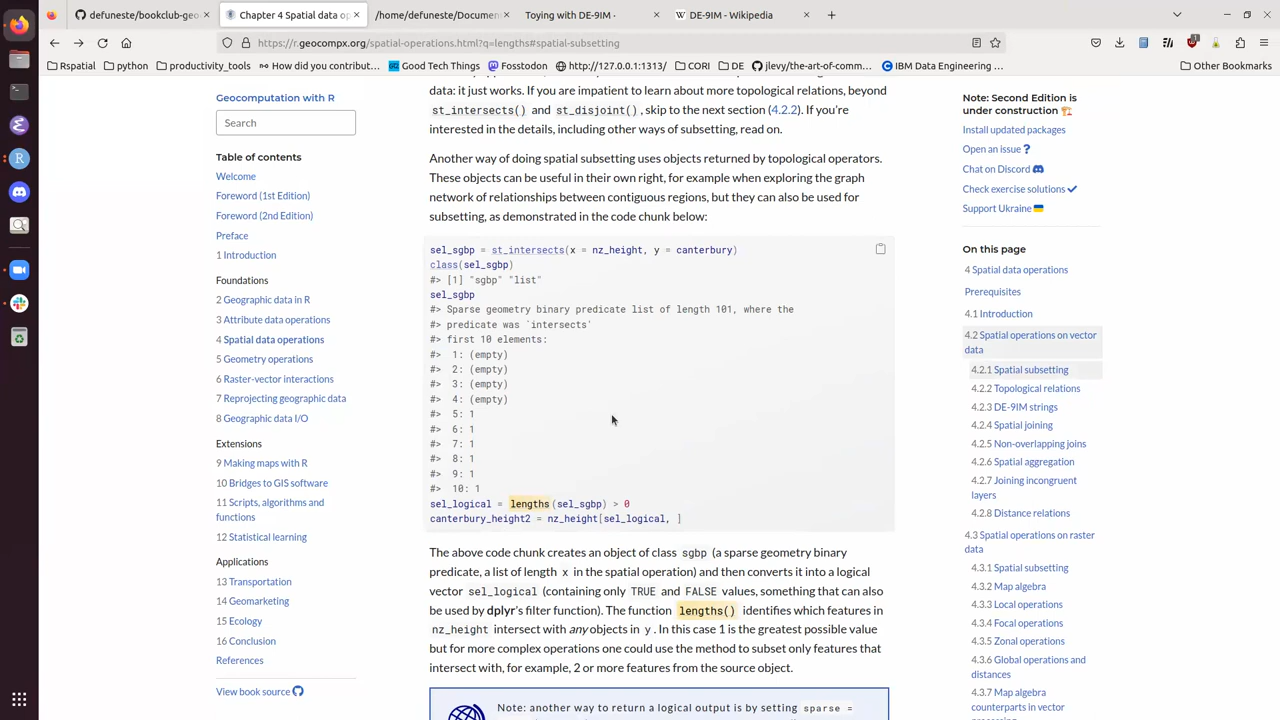 defuneste/bookclub-geo
Chapter 4 Spatial data op
/home/defuneste/Documen
Toying with DE-9IM ·
DE-9IM – Wikipedia
https://r.geocompx.org/spatial-operations.html?q=lengths#spatial-subsetting
Rspatial
python
productivity_tools
How did you contribut…
Good Tech Things
Fosstodon
http://127.0.0.1:1313/
CORI
DE
jlevy/the-art-of-comm…
IBM Data Engineering …
Other Bookmarks
Geocomputation with R
Search
Table of contents
Welcome
Foreword (1st Edition)
Foreword (2nd Edition)
Preface
1 Introduction
Foundations
2 Geographic data in R
3 Attribute data operations
4 Spatial data operations
5 Geometry operations
6 Raster-vector interactions
7 Reprojecting geographic data
8 Geographic data I/O
Extensions
9 Making maps with R
10 Bridges to GIS software
11 Scripts, algorithms and
functions
12 Statistical learning
Applications
13 Transportation
14 Geomarketing
15 Ecology
16 Conclusion
References
View book source
data: it just works. If you are impatient to learn about more topological relations, beyond
st_intersects() and st_disjoint(), skip to the next section (4.2.2). If you're
interested in the details, including other ways of subsetting, read on.
Another way of doing spatial subsetting uses objects returned by topological operators.
These objects can be useful in their own right, for example when exploring the graph
network of relationships between contiguous regions, but they can also be used for
subsetting, as demonstrated in the code chunk below:
sel_sgbp = st_intersects(x = nz_height, y = canterbury)
class(sel_sgbp)
#> [1] "sgbp" "list"
sel_sgbp
#> Sparse geometry binary predicate list of length 101, where the
#> predicate was `intersects'
#> first 10 elements:
#>  1: (empty)
#>  2: (empty)
#>  3: (empty)
#>  4: (empty)
#>  5: 1
#>  6: 1
#>  7: 1
#>  8: 1
#>  9: 1
#>  10: 1
sel_logical = lengths(sel_sgbp) > 0
canterbury_height2 = nz_height[sel_logical, ]
The above code chunk creates an object of class sgbp (a sparse geometry binary
predicate, a list of length x in the spatial operation) and then converts it into a logical
vector sel_logical (containing only TRUE and FALSE values, something that can also
be used by dplyr's filter function). The function lengths() identifies which features in
nz_height intersect with any objects in y. In this case 1 is the greatest possible value
but for more complex operations one could use the method to subset only features that
intersect with, for example, 2 or more features from the source object.
Note: another way to return a logical output is by setting sparse =
Note: Second Edition is
under construction 🏗
Install updated packages
Open an issue ?
Chat on Discord
Check exercise solutions ✔
Support Ukraine 🇺🇦
On this page
4 Spatial data operations
Prerequisites
4.1 Introduction
4.2 Spatial operations on vector
data
4.2.1 Spatial subsetting
4.2.2 Topological relations
4.2.3 DE-9IM strings
4.2.4 Spatial joining
4.2.5 Non-overlapping joins
4.2.6 Spatial aggregation
4.2.7 Joining incongruent
layers
4.2.8 Distance relations
4.3 Spatial operations on raster
data
4.3.1 Spatial subsetting
4.3.2 Map algebra
4.3.3 Local operations
4.3.4 Focal operations
4.3.5 Zonal operations
4.3.6 Global operations and
distances
4.3.7 Map algebra
counterparts in vector